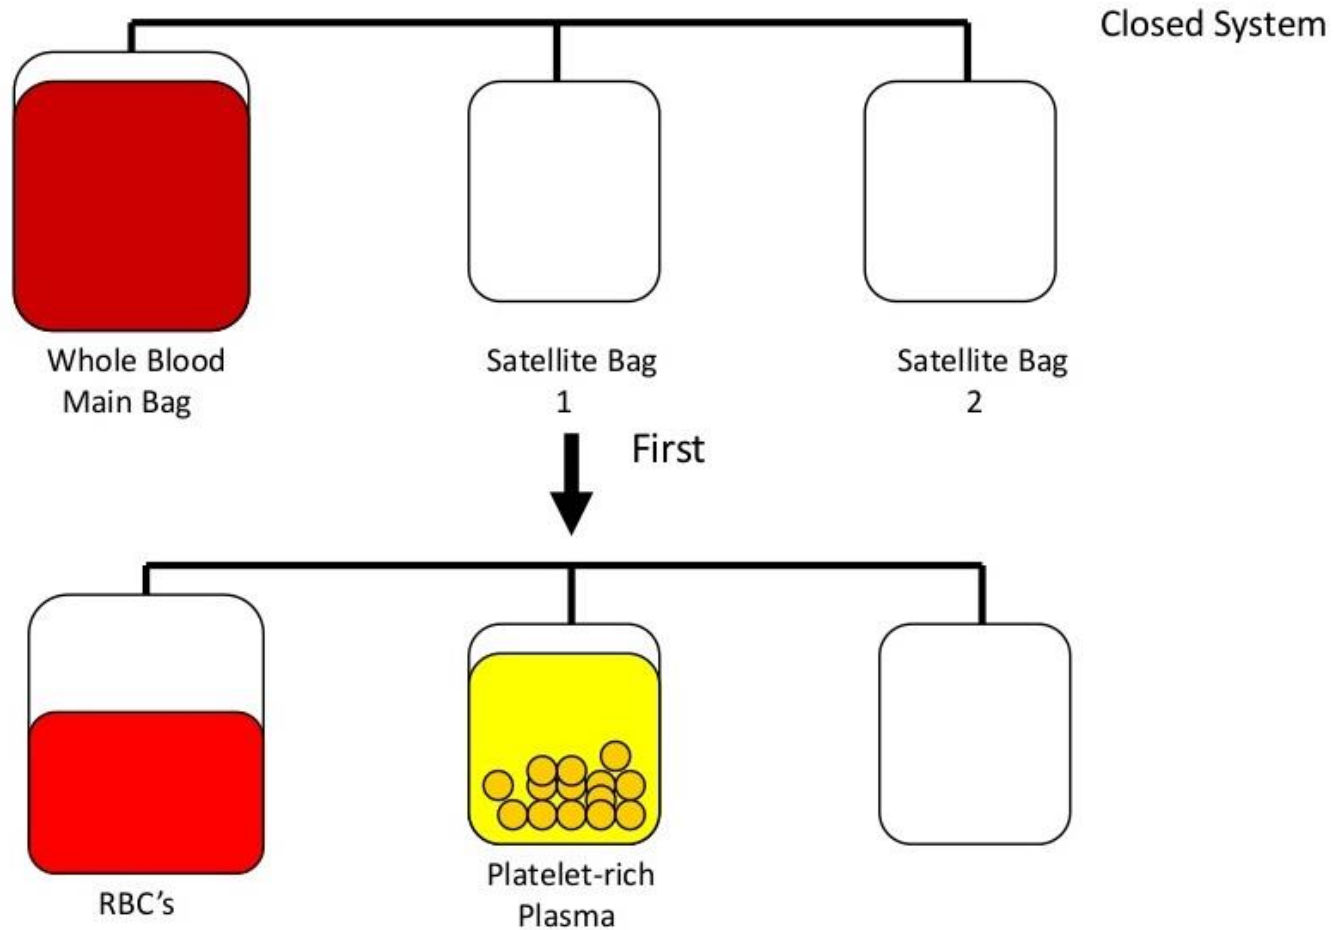 Closed System
Whole Blood
Main Bag
Satellite Bag
1
Satellite Bag
2
First
RBC’s
Platelet-rich
Plasma